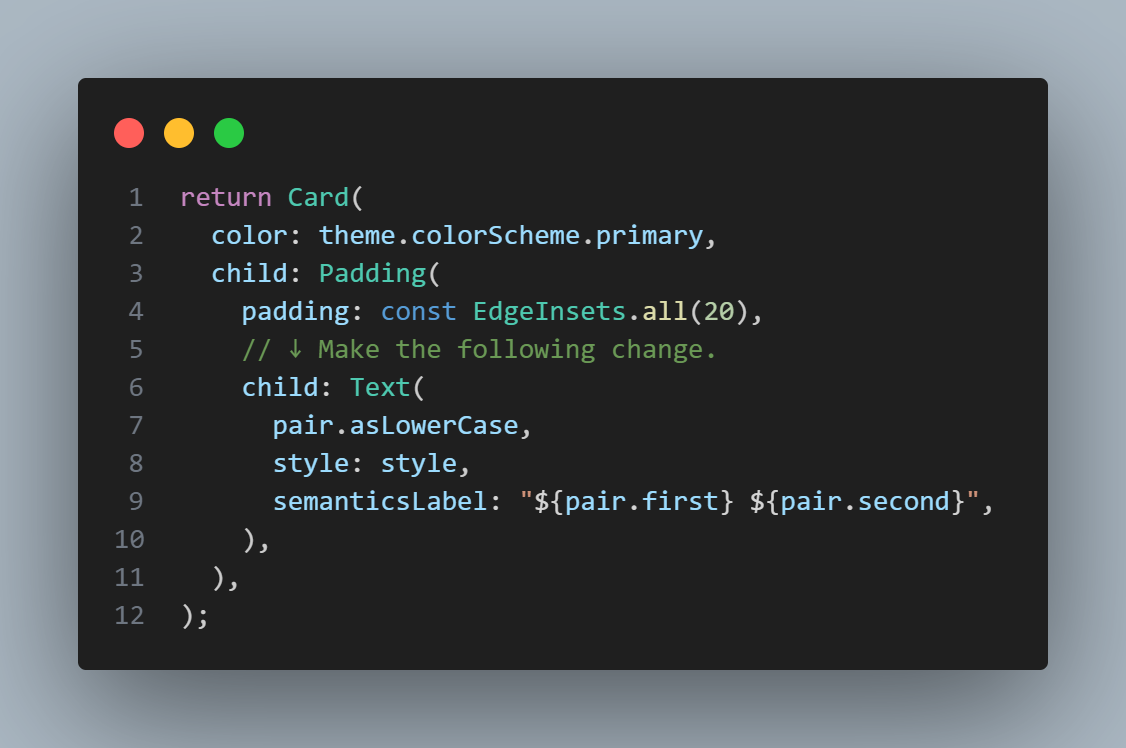 1 return Card(
2   color: theme.colorScheme.primary,
3   child: Padding(
4     padding: const EdgeInsets.all(20),
5     // ↓ Make the following change.
6     child: Text(
7       pair.asLowerCase,
8       style: style,
9       semanticsLabel: "${pair.first} ${pair.second}",
10     ),
11   ),
12 );